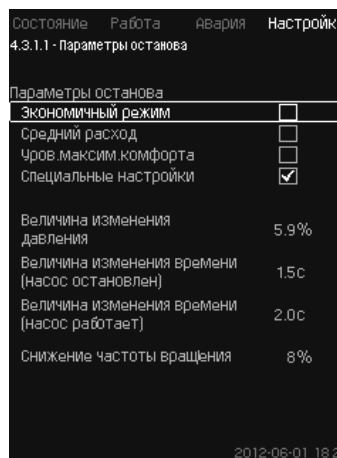 Состояние Работа Авария Настройк
4.3.1.1 - Параметры останова
Параметры останова
Экономичный режим
Средний расход
Уров.максим.комфорта
Специальные настройки
Величина изменения
давления 5.9%
Величина изменения времени
(насос остановлен) 1.5с
Величина изменения времени
(насос работает) 2.0с
Снижение частоты вращения 8%
2012-06-01 18:2